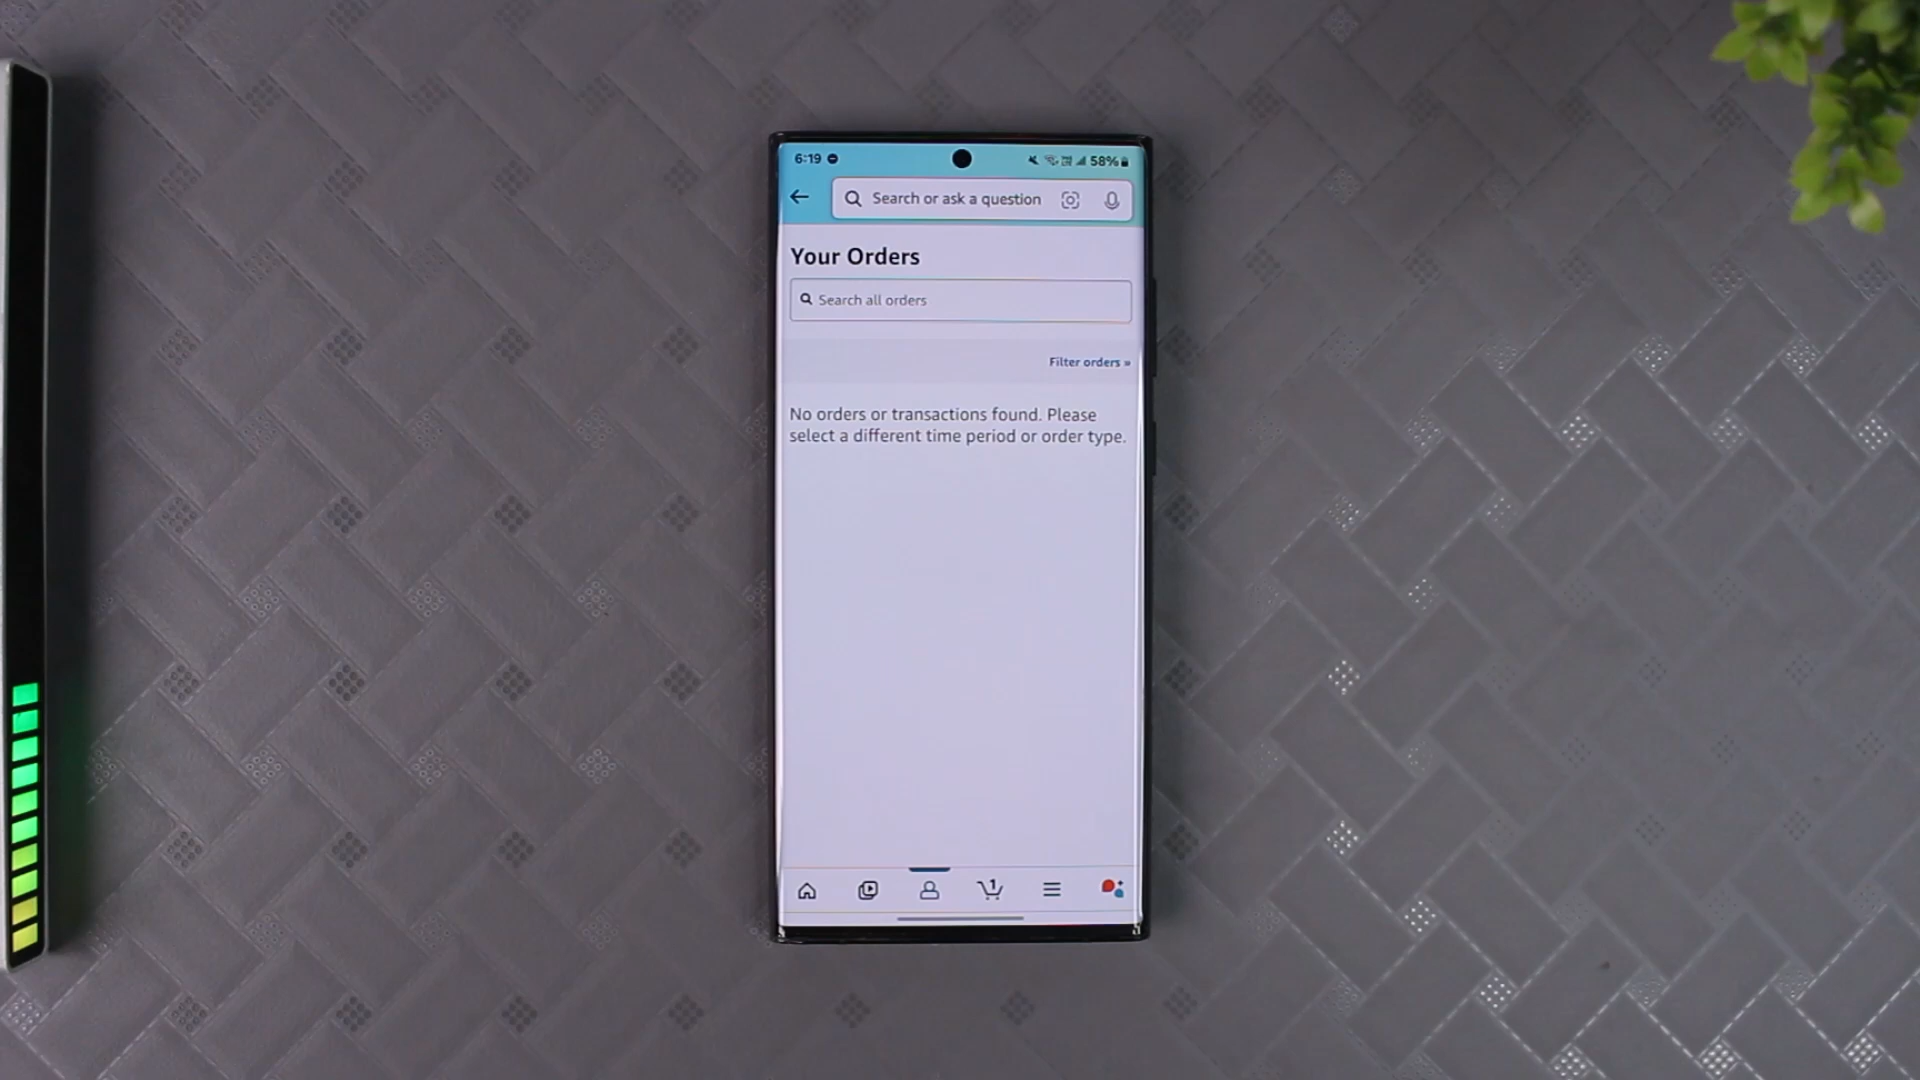 6:19
58%
Search or ask a question
Your Orders
Search all orders
Filter orders »
No orders or transactions found. Please
select a different time period or order type.
1